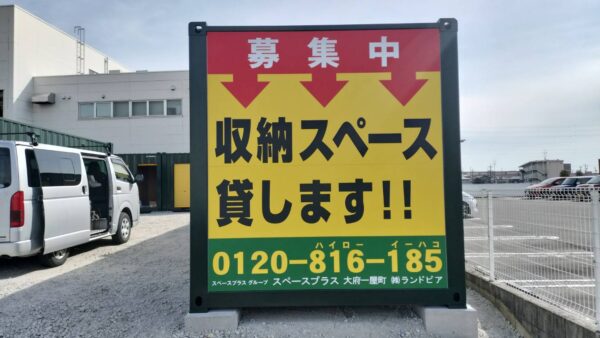 募集中
収納スペース
貸します!!
ハイロー イーハコ
0120-816-185
スペースプラス グループ スペースプラス 大府一屋町 ㈱ランドピア